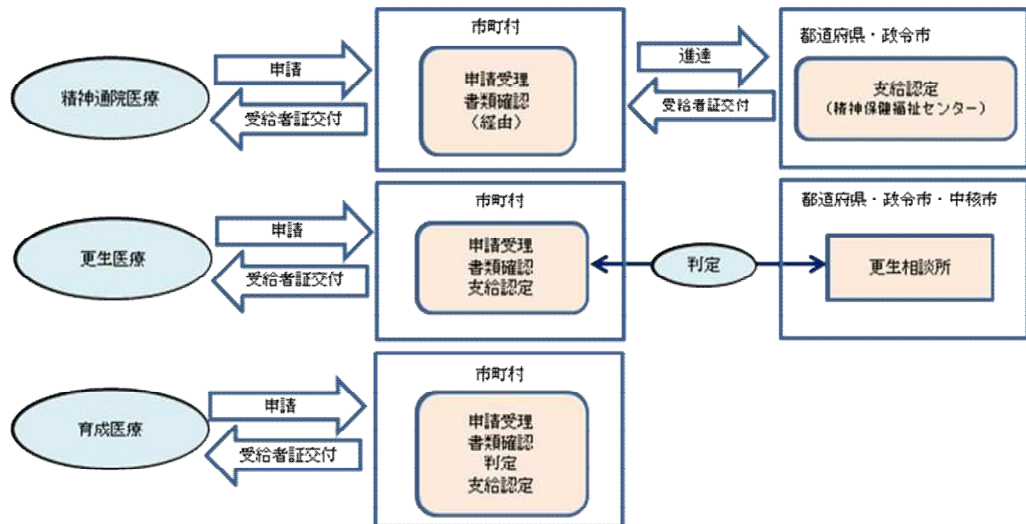 精神通院医療
申請
受給者証交付
市町村
申請受理
書類確認
〈経由〉
進達
受給者証交付
都道府県・政令市
支給認定
(精神保健福祉センター)
更生医療
申請
受給者証交付
市町村
申請受理
書類確認
支給認定
判定
都道府県・政令市・中核市
更生相談所
育成医療
申請
受給者証交付
市町村
申請受理
書類確認
判定
支給認定